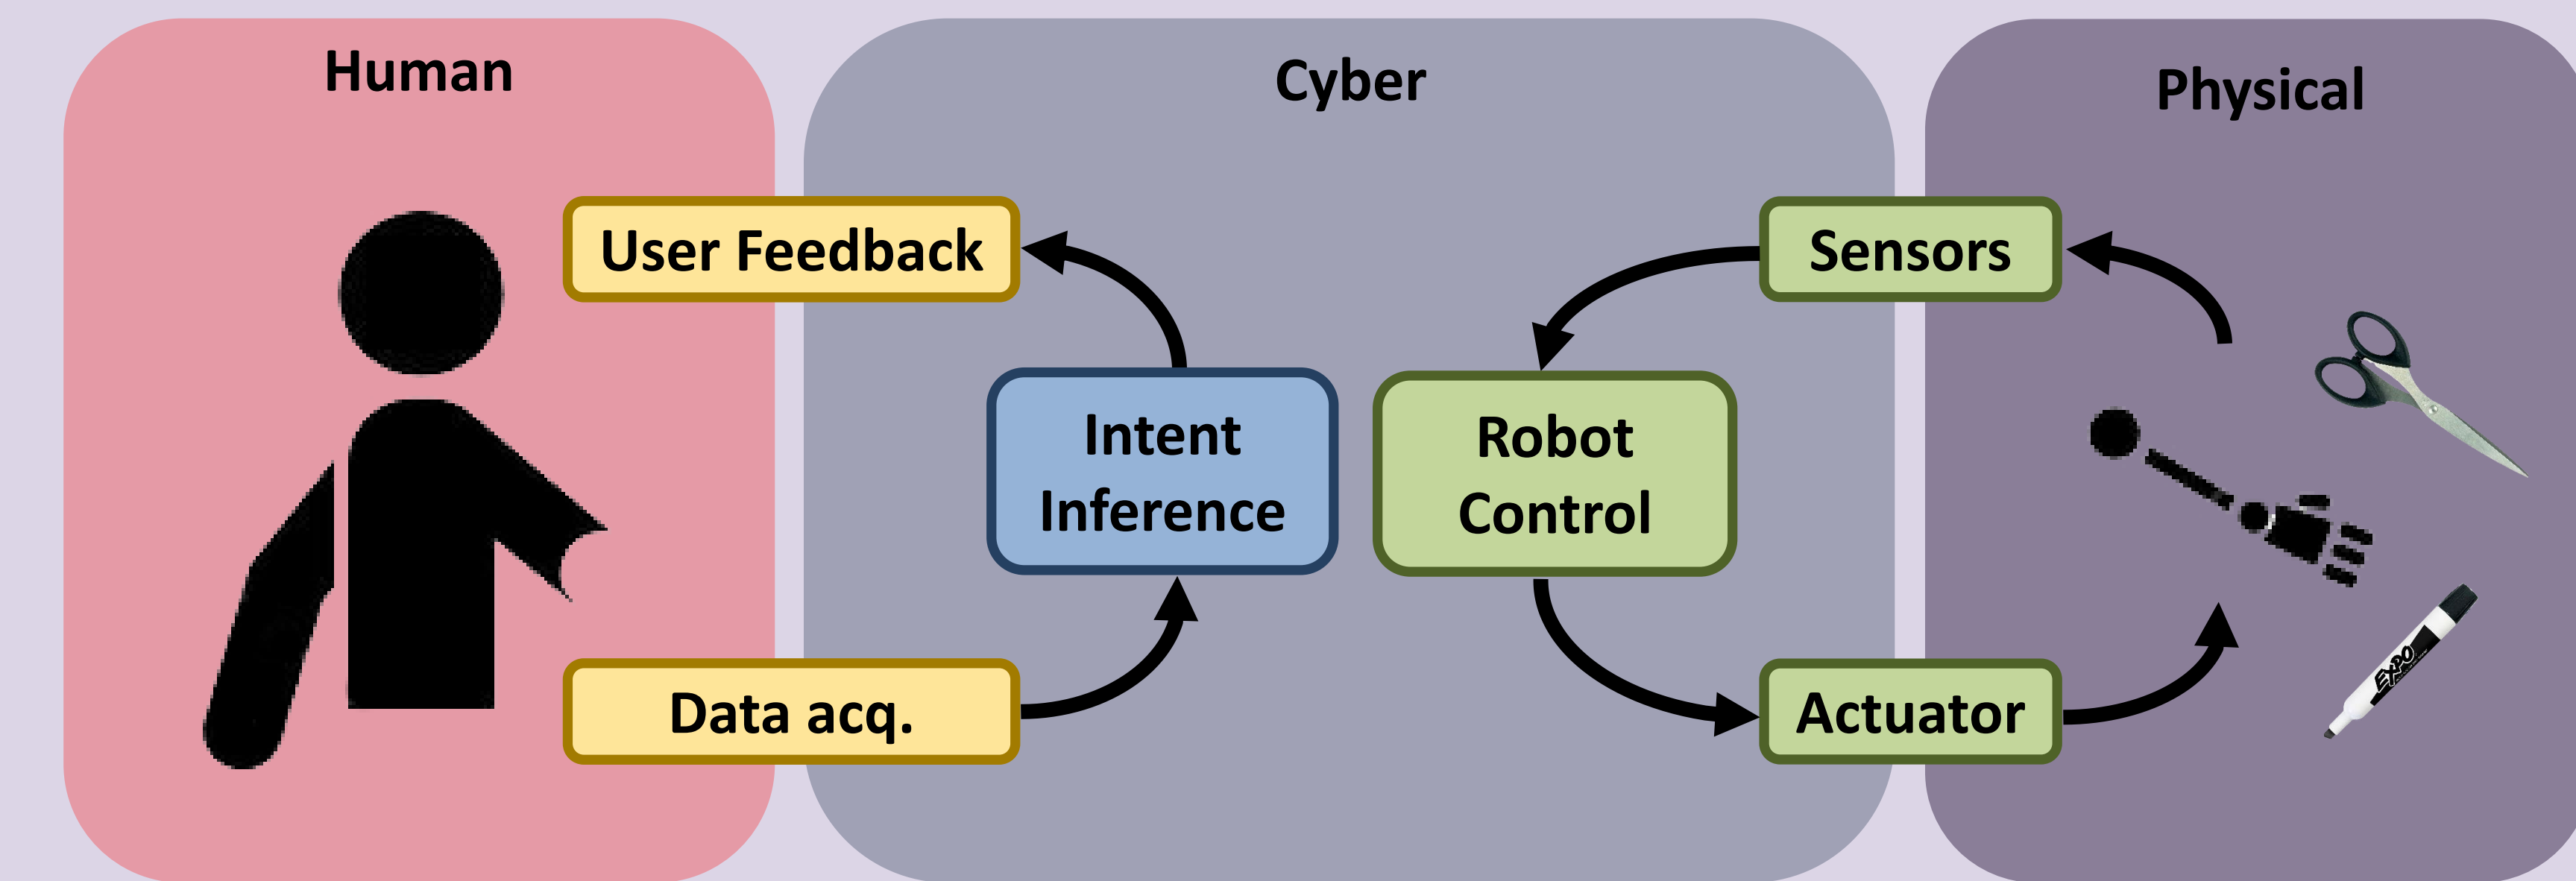 Human
Cyber
Physical
User Feedback
Sensors
Intent
Inference
Robot
Control
Data acq.
Actuator
EXPO